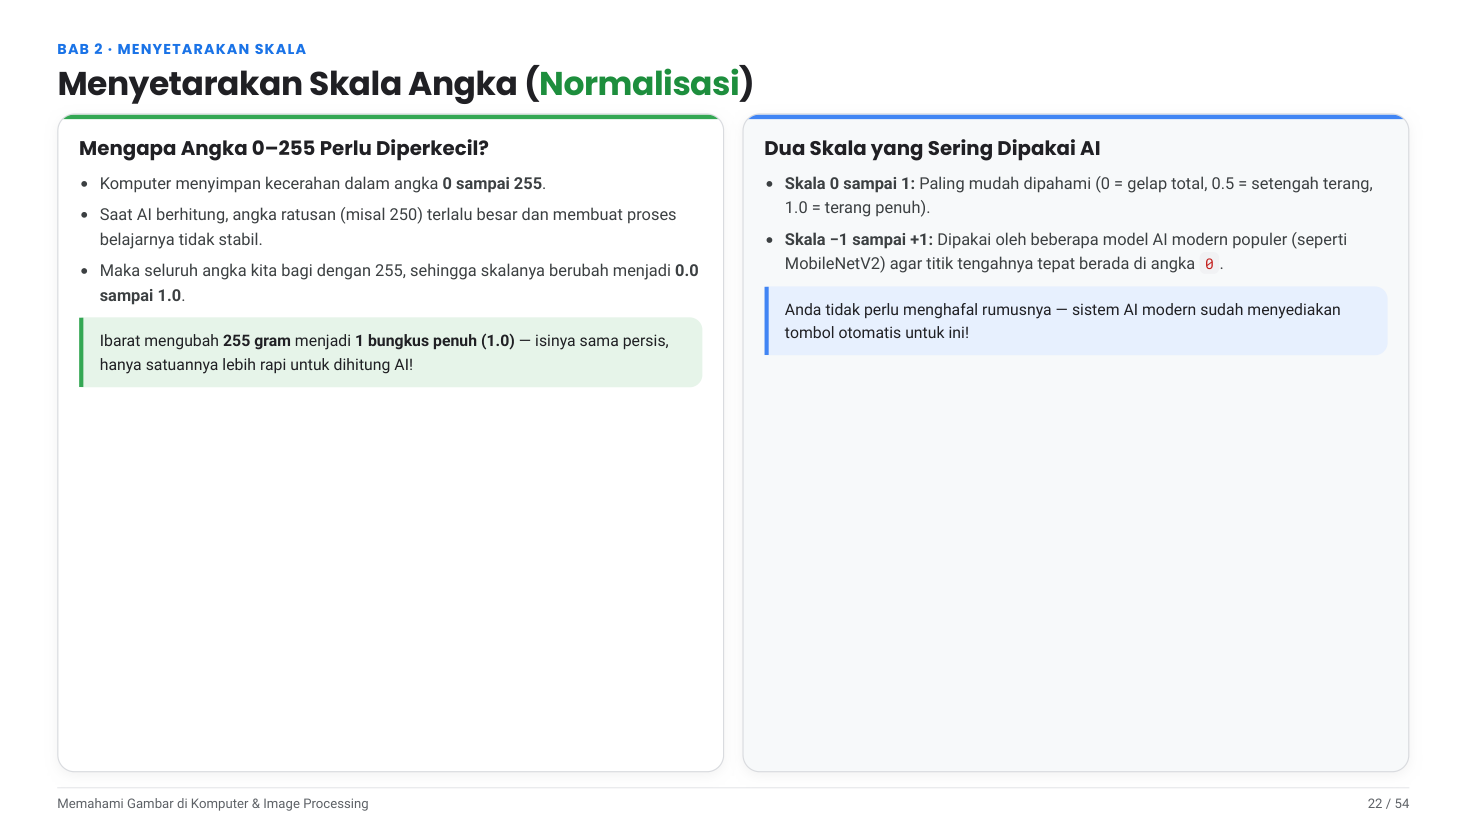 BAB 2 · MENYETARAKAN SKALA
Menyetarakan Skala Angka (Normalisasi)
Mengapa Angka 0–255 Perlu Diperkecil?
• Komputer menyimpan kecerahan dalam angka 0 sampai 255.
• Saat AI berhitung, angka ratusan (misal 250) terlalu besar dan membuat proses
belajarnya tidak stabil.
• Maka seluruh angka kita bagi dengan 255, sehingga skalanya berubah menjadi 0.0
sampai 1.0.
Ibarat mengubah 255 gram menjadi 1 bungkus penuh (1.0) — isinya sama persis,
hanya satuannya lebih rapi untuk dihitung AI!
Dua Skala yang Sering Dipakai AI
• Skala 0 sampai 1: Paling mudah dipahami (0 = gelap total, 0.5 = setengah terang,
1.0 = terang penuh).
• Skala −1 sampai +1: Dipakai oleh beberapa model AI modern populer (seperti
MobileNetV2) agar titik tengahnya tepat berada di angka 0.
Anda tidak perlu menghafal rumusnya — sistem AI modern sudah menyediakan
tombol otomatis untuk ini!
Memahami Gambar di Komputer & Image Processing
22 / 54